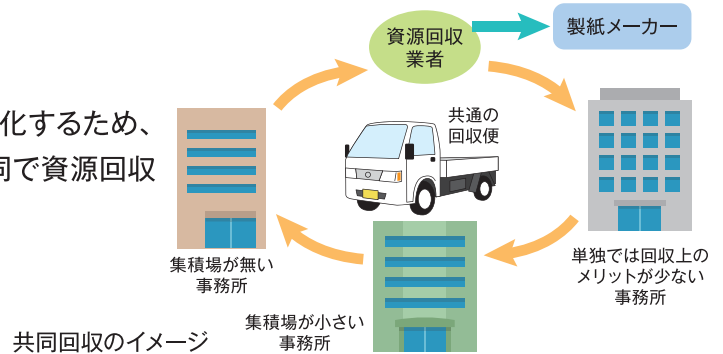 資源回収
業者
製紙メーカー
化するため、
同で資源回収
共通の
回収便
集積場が無い
事務所
単独では回収上の
メリットが少ない
事務所
集積場が小さい
事務所
共同回収のイメージ